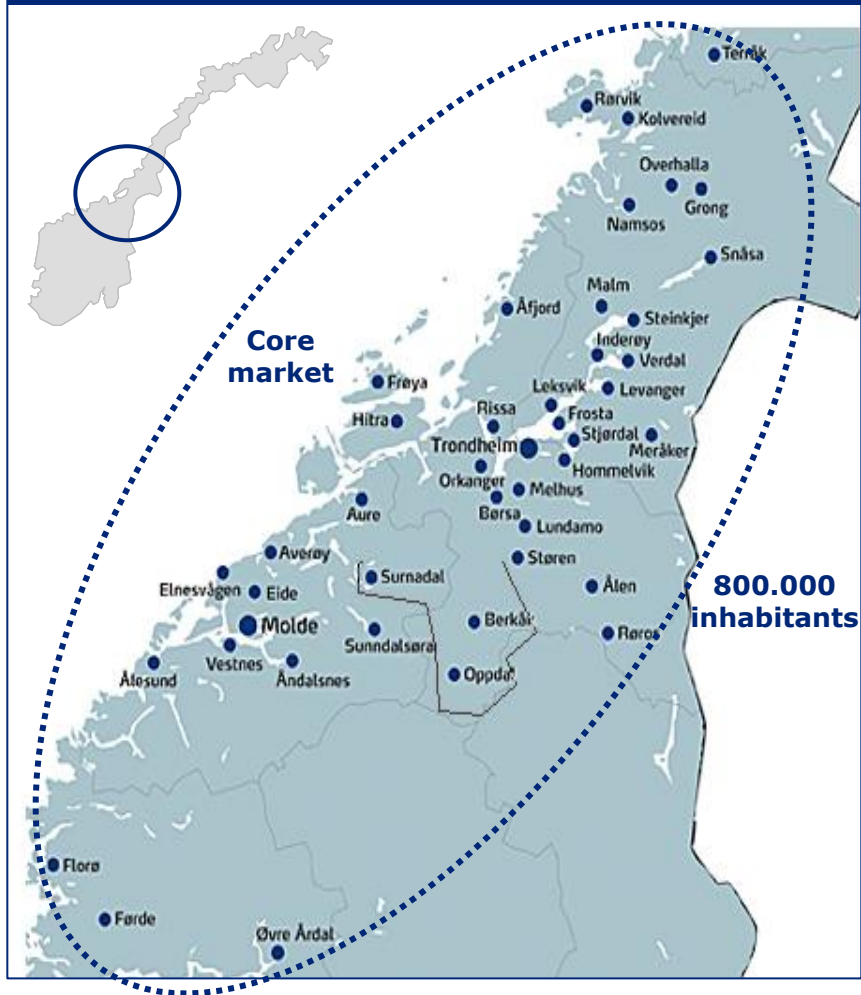 Terråk
Rørvik
Kolvereid
Overhalla
Grong
Namsos
Snåsa
Malm
Åfjord
Steinkjer
Core
market
Inderøy
Verdal
Frøya
Leksvik
Levanger
Hitra
Rissa
Frosta
Stjørdal
Trondheim
Meråker
Hommelvik
Orkanger
Melhus
Børsa
Aure
Lundamo
Averøy
Støren
Surnadal
Elnesvågen
Eide
Ålen
800.000
inhabitants
Berkåk
Molde
Røros
Sunndalsøra
Vestnes
Åndalsnes
Ålesund
Oppdal
Florø
Førde
Øvre Årdal